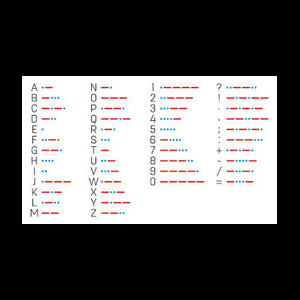 A N 1 ?
B O 2 !
C P 3 .
D Q 4 ,
E R 5 ;
F S 6 :
G T 7 +
H U 8 -
I V 9 /
J W 0 =
K X
L Y
M Z